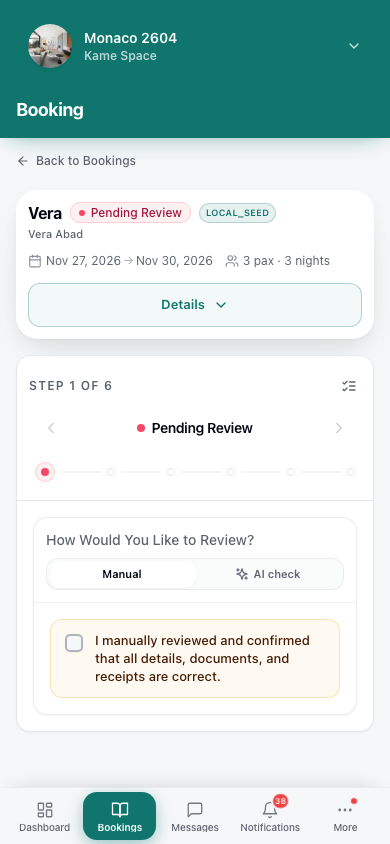 Monaco 2604
Kame Space
Booking
Back to Bookings
Vera Pending Review LOCAL_SEED
Vera Abad
Nov 27, 2026 → Nov 30, 2026 3 pax · 3 nights
Details
STEP 1 OF 6
Pending Review
How Would You Like to Review?
Manual AI check
I manually reviewed and confirmed
that all details, documents, and
receipts are correct.
38
Dashboard Bookings Messages Notifications More